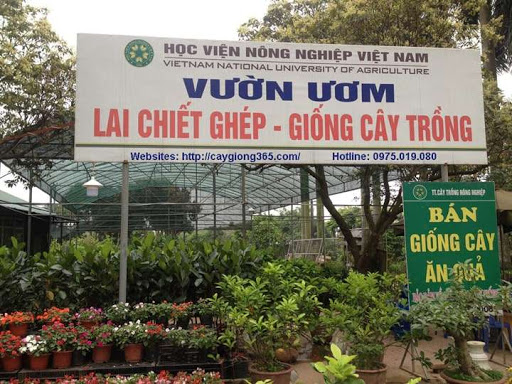 HỌC VIỆN NÔNG NGHIỆP VIỆT NAM
VIETNAM NATIONAL UNIVERSITY OF AGRICULTURE
VƯỜN ƯƠM
LAI CHIẾT GHÉP - GIỐNG CÂY TRỒNG
Websites: http://caygiong365.com/ Hotline: 0975.019.080
TT.CÂY TRỒNG NÔNG NGHIỆP
BÁN
GIỐNG CÂY
ĂN QUẢ